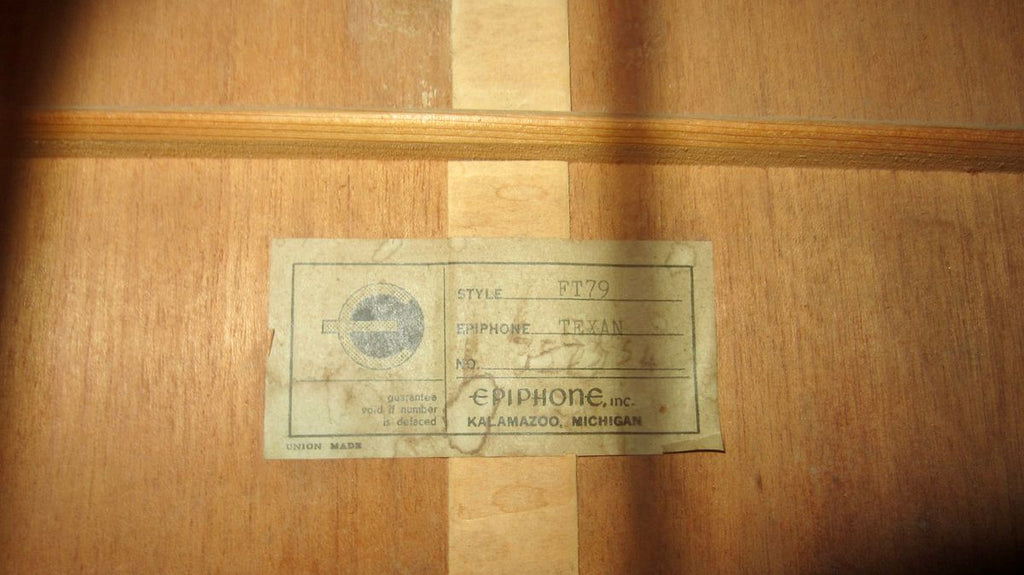 STYLE FT79
EPIPHONE TEXAN
NO.
guarantee
void if number
is defaced
EPIPHONE, INC.
KALAMAZOO, MICHIGAN
UNION MADE